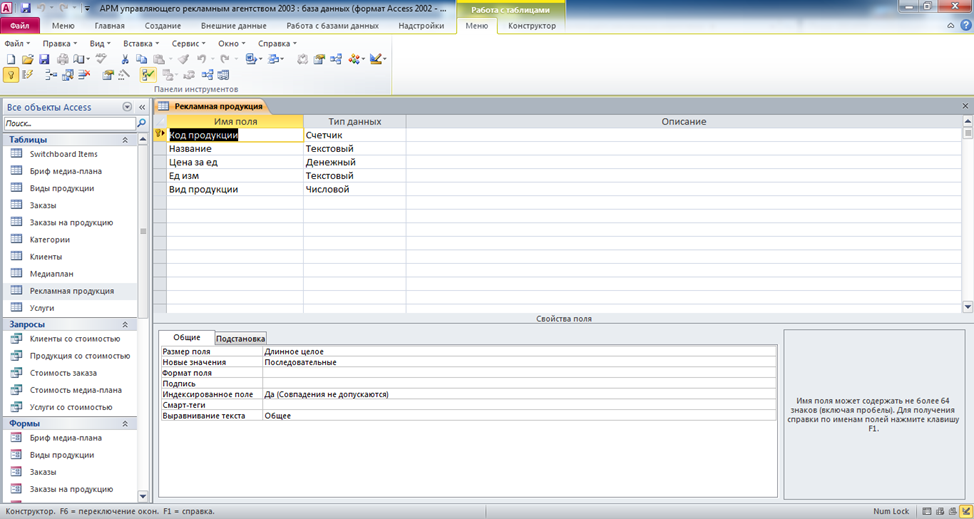 АРМ управляющего рекламным агентством 2003 : база данных (формат Access 2002 - ...
Работа с таблицами
Файл Меню Главная Создание Внешние данные Работа с базами данных Надстройки Меню Конструктор
Файл Правка Вид Вставка Сервис Окно Справка
Панели инструментов
Все объекты Access
Поиск...
Таблицы
Switchboard Items
Бриф медиа-плана
Виды продукции
Заказы
Заказы на продукцию
Категории
Клиенты
Медиаплан
Рекламная продукция
Услуги
Запросы
Клиенты со стоимостью
Продукция со стоимостью
Стоимость заказа
Стоимость медиа-плана
Услуги со стоимостью
Формы
Бриф медиа-плана
Виды продукции
Заказы
Заказы на продукцию
Рекламная продукция
Имя поля Тип данных Описание
Код продукции Счетчик
Название Текстовый
Цена за ед Денежный
Ед изм Текстовый
Вид продукции Числовой
Свойства поля
Общие Подстановка
Размер поля Длинное целое
Новые значения Последовательные
Формат поля
Подпись
Индексированное поле Да (Совпадения не допускаются)
Смарт-теги
Выравнивание текста Общее
Имя поля может содержать не более 64
знаков (включая пробелы). Для получения
справки по именам полей нажмите клавишу
F1.
Конструктор. F6 = переключение окон. F1 = справка.
Num Lock